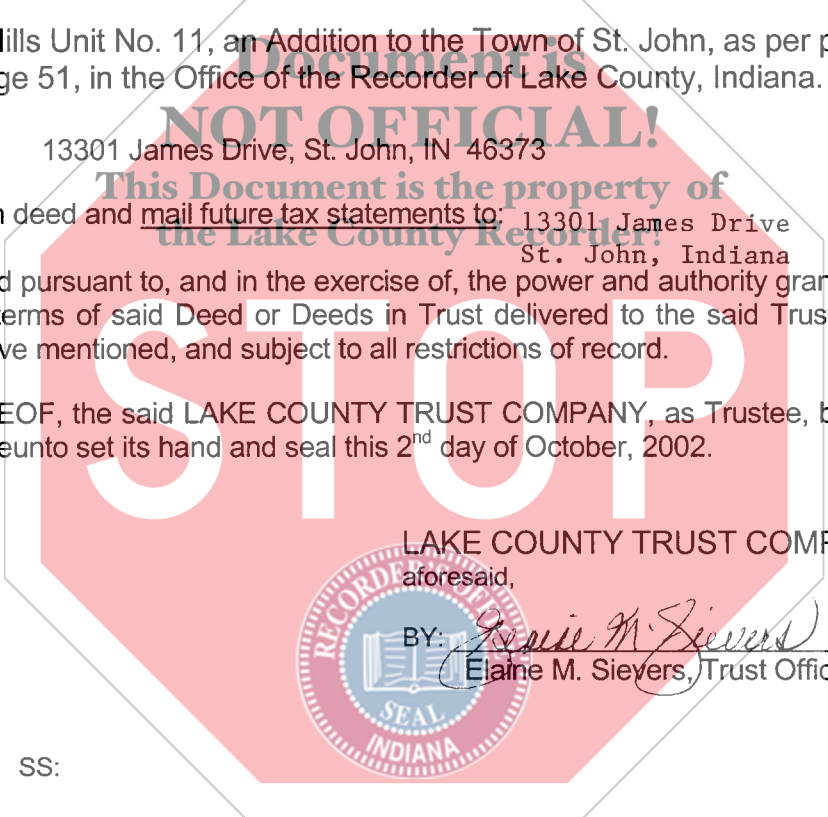 ills Unit No. 11, an Addition to the Town of St. John, as per p
Document is
ge 51, in the Office of the Recorder of Lake County, Indiana.
NOT OFFICIAL!
13301 James Drive, St. John, IN 46373
This Document is the property of
deed and mail future tax statements to: 13301 James Drive
the Lake County Recorder!
St. John, Indiana
d pursuant to, and in the exercise of, the power and authority gran
erms of said Deed or Deeds in Trust delivered to the said Trus
ve mentioned, and subject to all restrictions of record.
STOP
EOF, the said LAKE COUNTY TRUST COMPANY, as Trustee, b
eunto set its hand and seal this 2nd day of October, 2002.
LAKE COUNTY TRUST COMP
aforesaid,
RECORDER'S OFFICE
BY: Elaine M. Sievers
Elaine M. Sievers, Trust Offic
SEAL
INDIANA
SS: